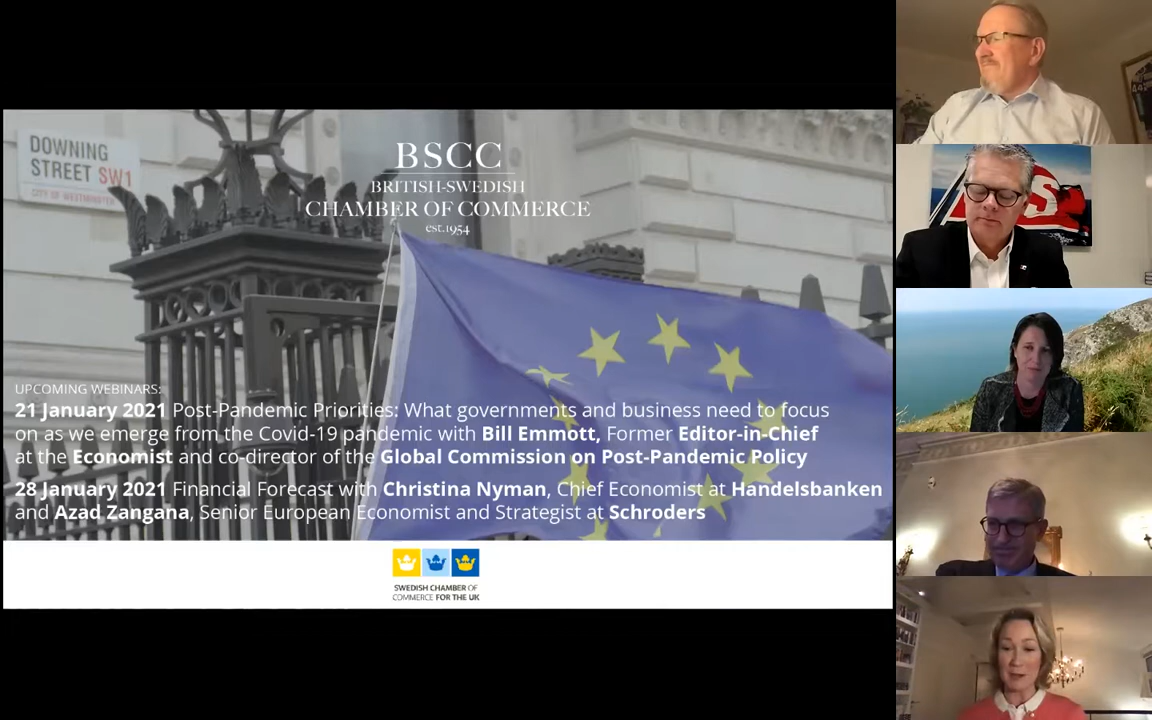 DOWNING
STREET SW1
CITY OF WESTMINSTER
BSCC
BRITISH-SWEDISH
CHAMBER OF COMMERCE
est.1954
UPCOMING WEBINARS:
21 January 2021 Post-Pandemic Priorities: What governments and business need to focus
on as we emerge from the Covid-19 pandemic with Bill Emmott, Former Editor-in-Chief
at the Economist and co-director of the Global Commission on Post-Pandemic Policy
28 January 2021 Financial Forecast with Christina Nyman, Chief Economist at Handelsbanken
and Azad Zangana, Senior European Economist and Strategist at Schroders
SWEDISH CHAMBER OF
COMMERCE FOR THE UK